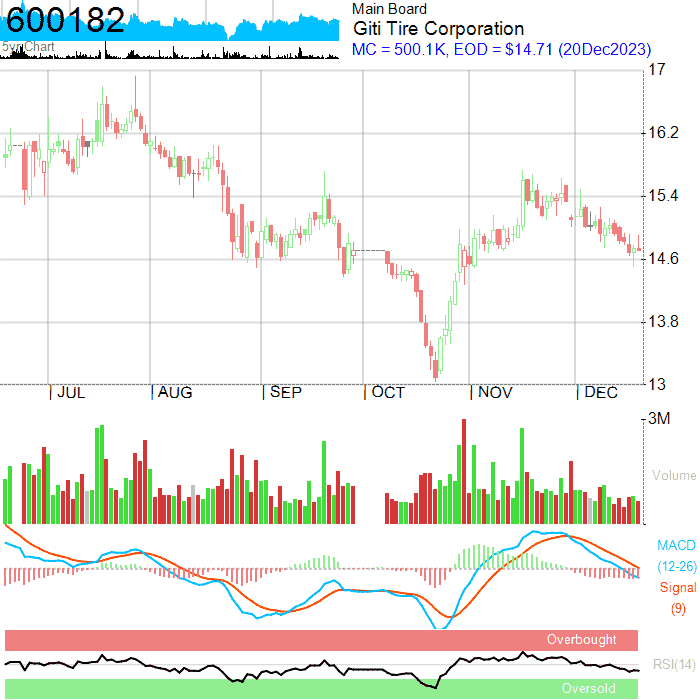 600182
5yr Chart
Main Board
Giti Tire Corporation
MC = 500.1K, EOD = $14.71 (20Dec2023)
17
16.2
15.4
14.6
13.8
13
| JUL | AUG | SEP | OCT | NOV | DEC
3M
Volume
MACD
(12-26)
Signal
(9)
Overbought
RSI(14)
Oversold